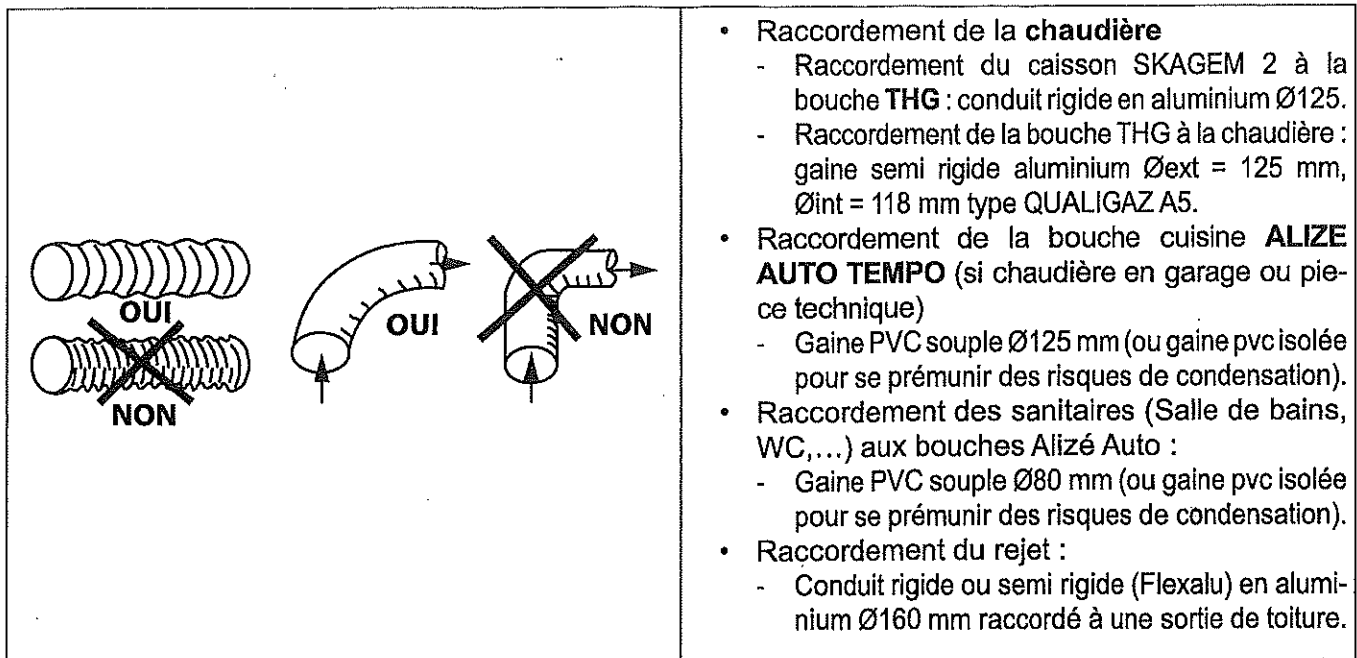 OUI
NON
OUI
NON
• Raccordement de la chaudière
- Raccordement du caisson SKAGEM 2 à la
bouche THG : conduit rigide en aluminium Ø125.
- Raccordement de la bouche THG à la chaudière :
gaine semi rigide aluminium Øext = 125 mm,
Øint = 118 mm type QUALIGAZ A5.
• Raccordement de la bouche cuisine ALIZE
AUTO TEMPO (si chaudière en garage ou pie-
ce technique)
- Gaine PVC souple Ø125 mm (ou gaine pvc isolée
pour se prémunir des risques de condensation).
• Raccordement des sanitaires (Salle de bains,
WC,...) aux bouches Alizé Auto :
- Gaine PVC souple Ø80 mm (ou gaine pvc isolée
pour se prémunir des risques de condensation).
• Raccordement du rejet :
- Conduit rigide ou semi rigide (Flexalu) en alumi-
nium Ø160 mm raccordé à une sortie de toiture.